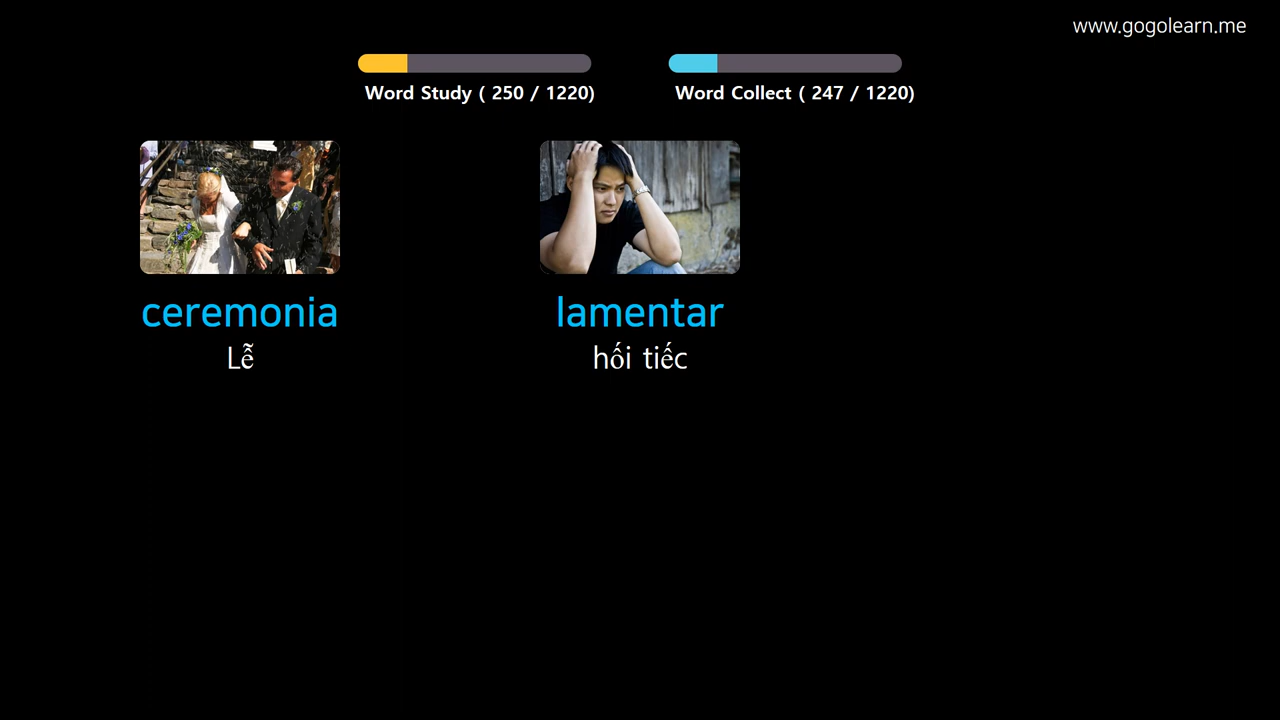 www.gogolearn.me
Word Study ( 250 / 1220)
Word Collect ( 247 / 1220)
ceremonia
Lễ
lamentar
hối tiếc